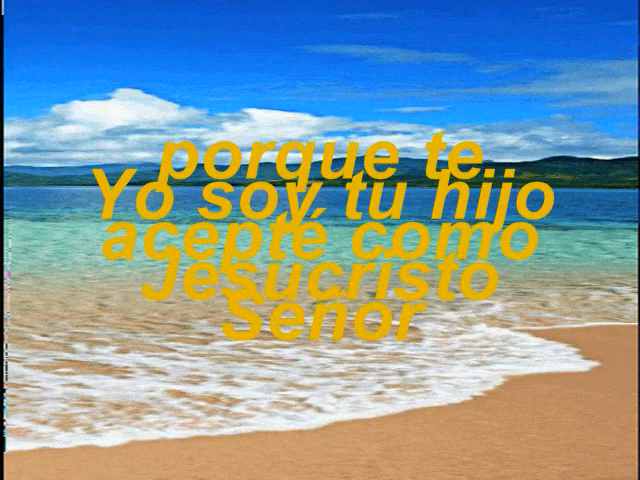 porque te
Yo soy tu hijo
acepté como
Jesucristo
Señor